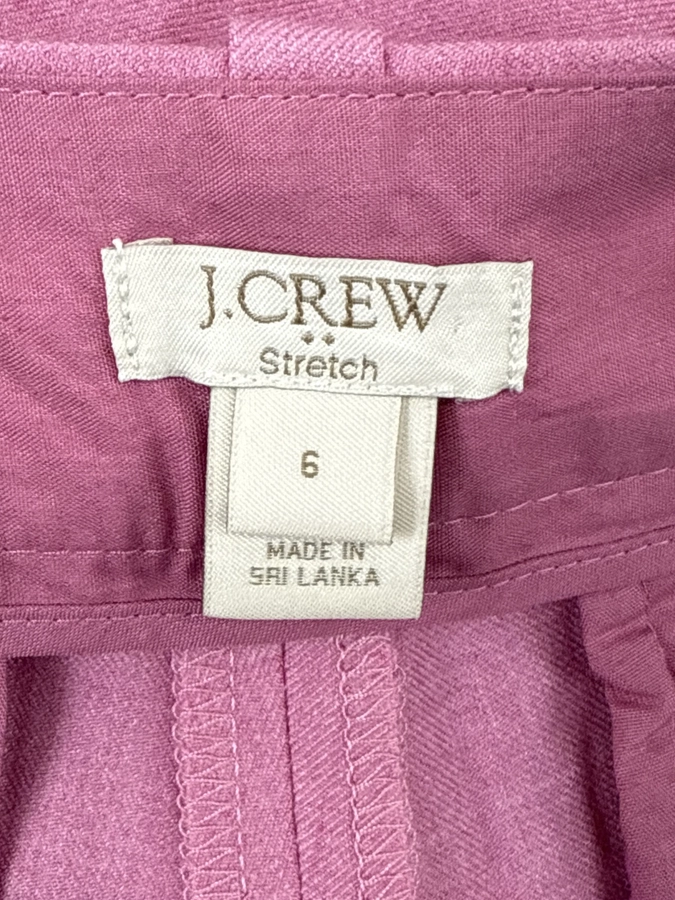 J.CREW
Stretch
6
MADE IN
SRI LANKA